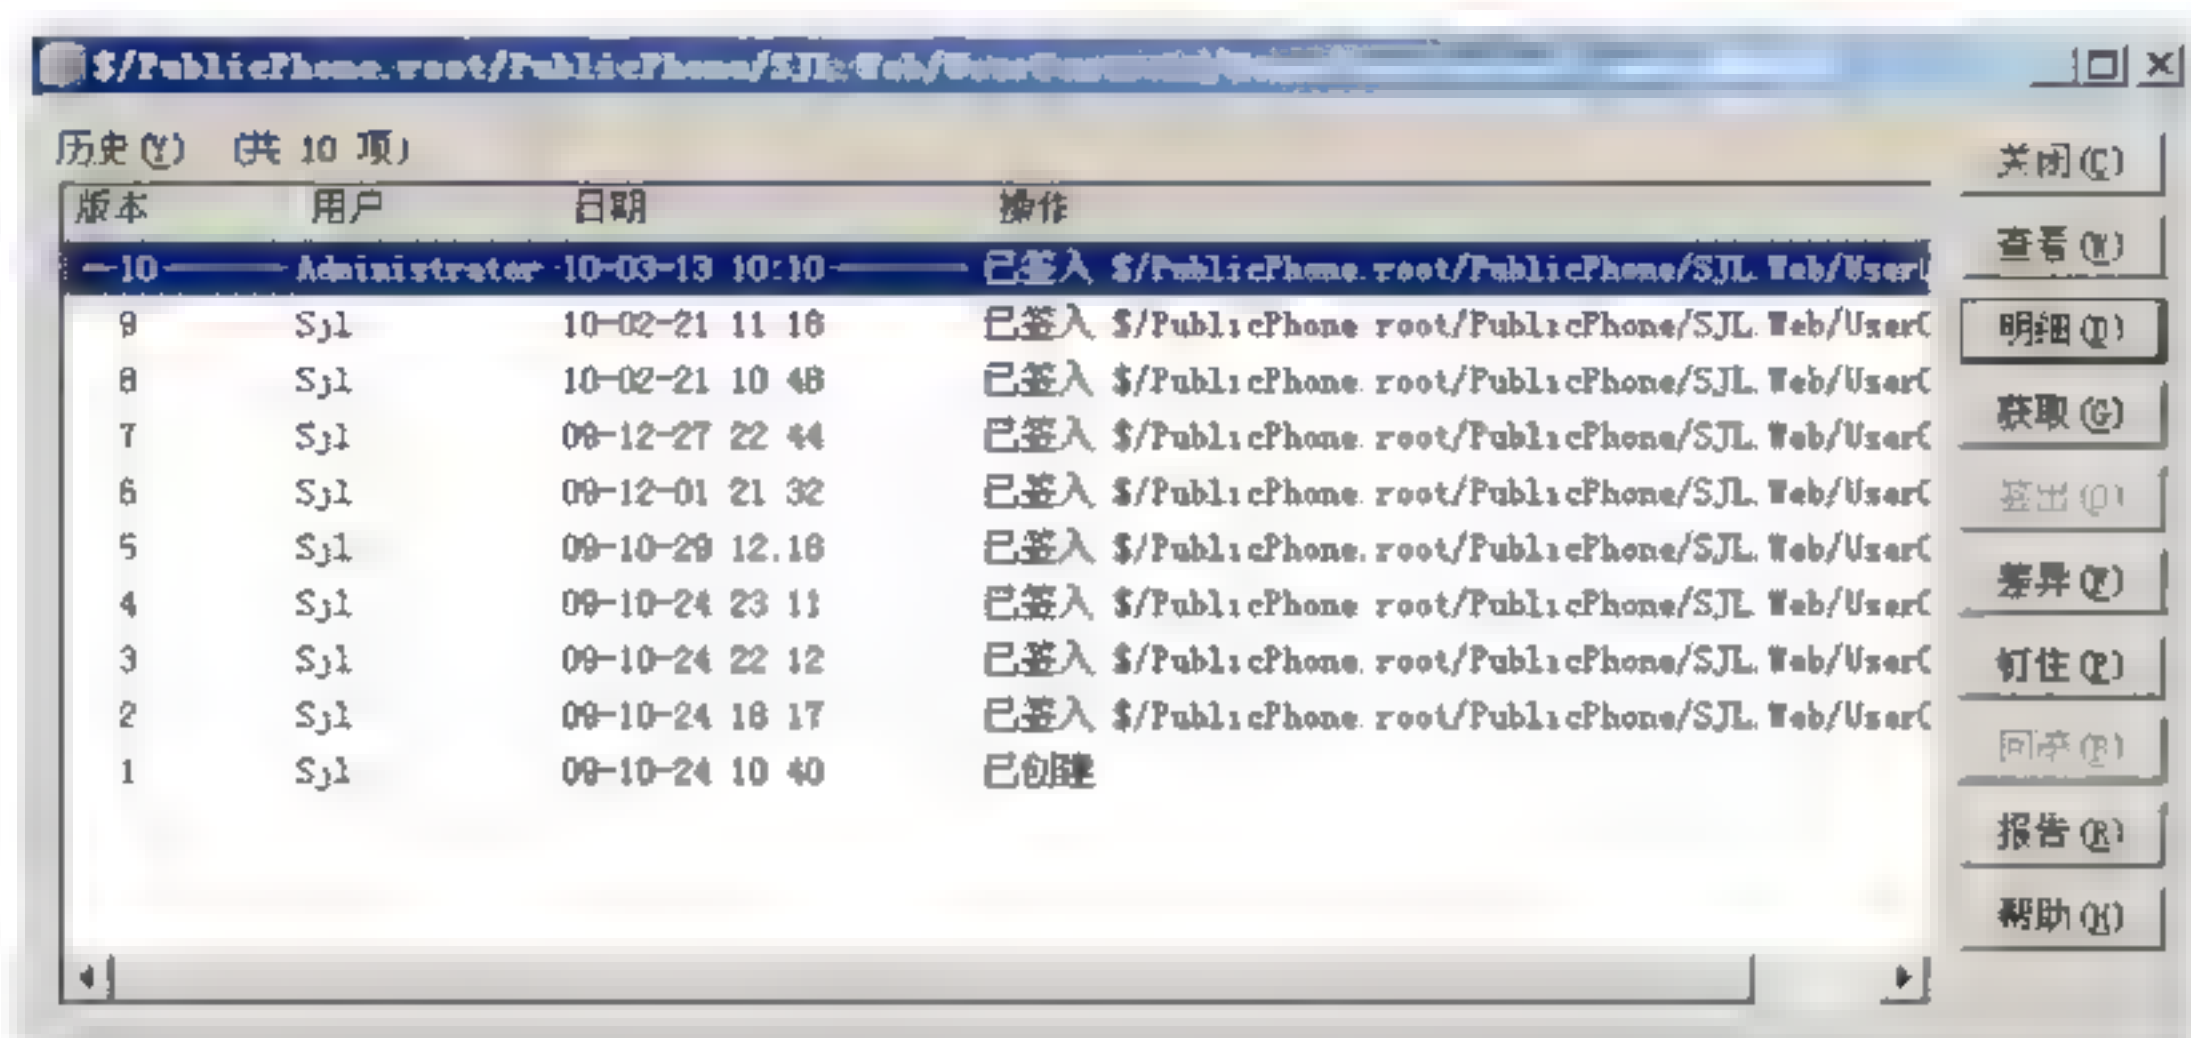 $/PublicPhone.root/PublicPhone/SJL.Web/
历史(Y) (共 10 项)
版本 用户 日期 操作
10 Administrator 10-03-13 10:10 已签入 $/PublicPhone.root/PublicPhone/SJL.Web/UserC
9 Sjl 10-02-21 11:16 已签入 $/PublicPhone.root/PublicPhone/SJL.Web/UserC
8 Sjl 10-02-21 10:46 已签入 $/PublicPhone.root/PublicPhone/SJL.Web/UserC
7 Sjl 09-12-27 22:44 已签入 $/PublicPhone.root/PublicPhone/SJL.Web/UserC
6 Sjl 09-12-01 21:32 已签入 $/PublicPhone.root/PublicPhone/SJL.Web/UserC
5 Sjl 09-10-29 12:16 已签入 $/PublicPhone.root/PublicPhone/SJL.Web/UserC
4 Sjl 09-10-24 23:11 已签入 $/PublicPhone.root/PublicPhone/SJL.Web/UserC
3 Sjl 09-10-24 22:12 已签入 $/PublicPhone.root/PublicPhone/SJL.Web/UserC
2 Sjl 09-10-24 16:17 已签入 $/PublicPhone.root/PublicPhone/SJL.Web/UserC
1 Sjl 09-10-24 10:40 已创建
关闭(C)
查看(W)
明细(D)
获取(G)
签出(O)
差异(F)
钉住(P)
回滚(B)
报告(R)
帮助(H)